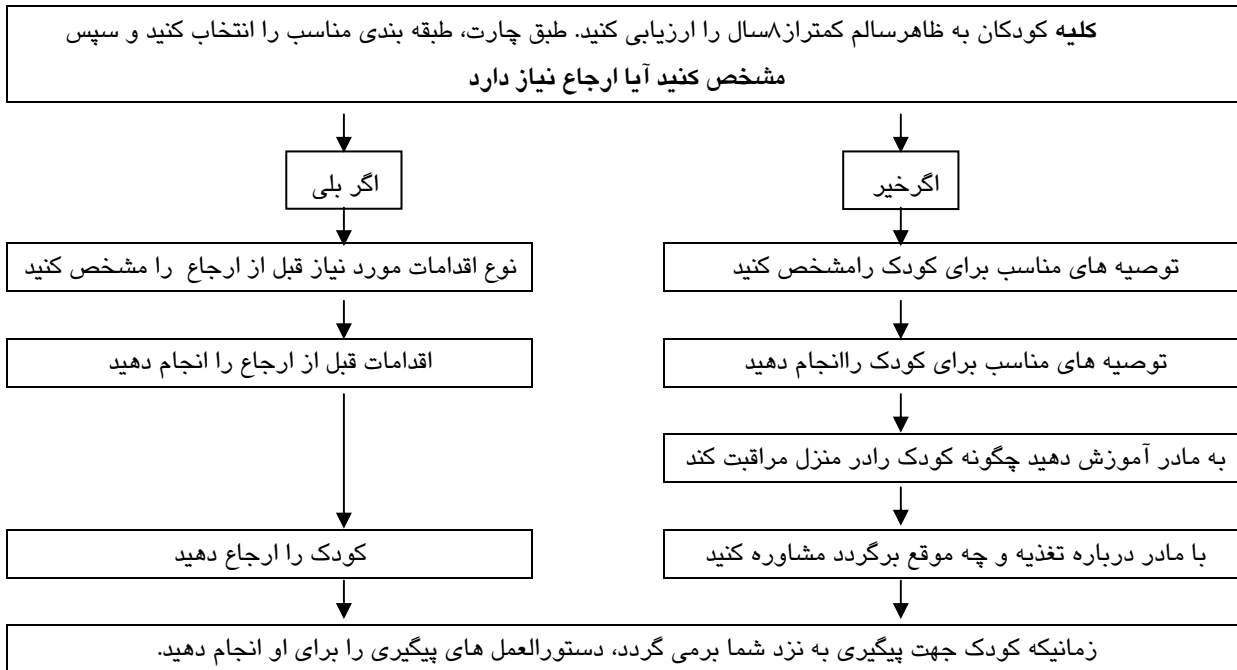 کلیه کودکان به ظاهرسالم کمتراز۸سال را ارزیابی کنید. طبق چارت، طبقه بندی مناسب را انتخاب کنید و سپس
مشخص کنید آیا ارجاع نیاز دارد
اگرخیر
اگر بلی
توصیه های مناسب برای کودک رامشخص کنید
نوع اقدامات مورد نیاز قبل از ارجاع را مشخص کنید
توصیه های مناسب برای کودک راانجام دهید
اقدامات قبل از ارجاع را انجام دهید
به مادر آموزش دهید چگونه کودک رادر منزل مراقبت کند
با مادر درباره تغذیه و چه موقع برگردد مشاوره کنید
کودک را ارجاع دهید
زمانیکه کودک جهت پیگیری به نزد شما برمی گردد، دستورالعمل های پیگیری را برای او انجام دهید.